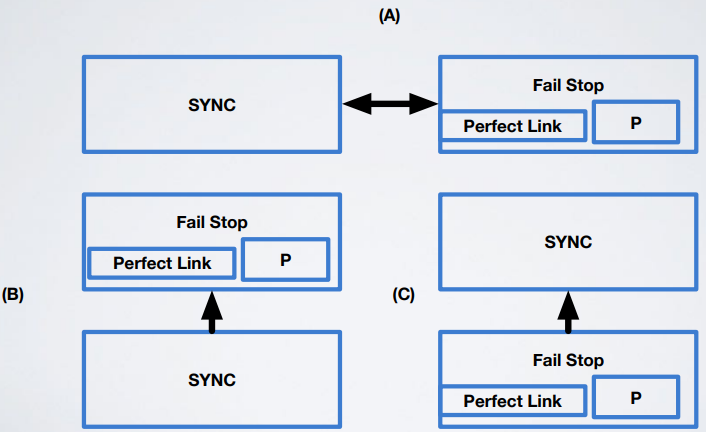 (A)
SYNC
Fail Stop
Perfect Link
P
Fail Stop
Perfect Link
P
SYNC
(B)
(C)
SYNC
Fail Stop
Perfect Link
P